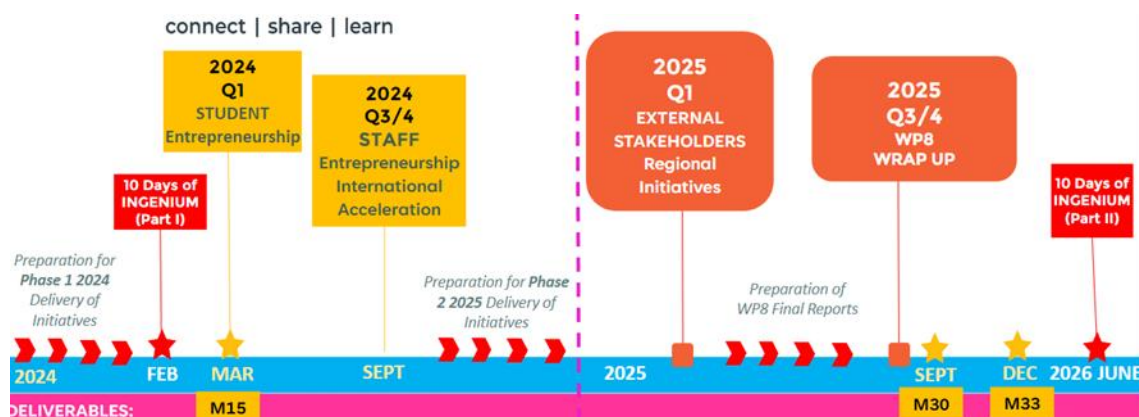 connect | share | learn
2024
Q1
STUDENT
Entrepreneurship
2024
Q3/4
STAFF
Entrepreneurship
International
Acceleration
10 Days of
INGENIUM
(Part I)
Preparation for
Phase 1 2024
Delivery of
Initiatives
Preparation for Phase
2 2025 Delivery of
Initiatives
2025
Q1
EXTERNAL
STAKEHOLDERS
Regional
Initiatives
2025
Q3/4
WP8
WRAP UP
10 Days of
INGENIUM
(Part II)
Preparation of
WP8 Final Reports
2024 FEB MAR SEPT 2025 SEPT DEC 2026 JUNE
DELIVERABLES: M15 M30 M33